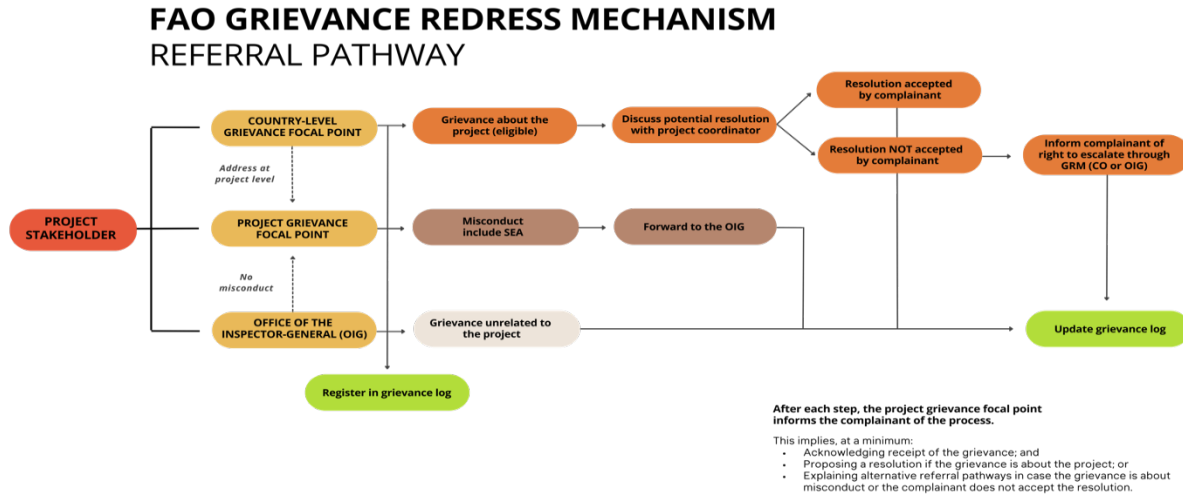 FAO GRIEVANCE REDRESS MECHANISM
REFERRAL PATHWAY
PROJECT
STAKEHOLDER
COUNTRY-LEVEL
GRIEVANCE FOCAL POINT
Address at
project level
PROJECT GRIEVANCE
FOCAL POINT
No
misconduct
OFFICE OF THE
INSPECTOR-GENERAL (OIG)
Register in grievance log
Grievance about the
project (eligible)
Discuss potential resolution
with project coordinator
Resolution accepted
by complainant
Resolution NOT accepted
by complainant
Inform complainant of
right to escalate through
GRM (CO or OIG)
Misconduct
include SEA
Forward to the OIG
Grievance unrelated to
the project
Update grievance log
After each step, the project grievance focal point
informs the complainant of the process.
This implies, at a minimum:
• Acknowledging receipt of the grievance; and
• Proposing a resolution if the grievance is about the project; or
• Explaining alternative referral pathways in case the grievance is about
misconduct or the complainant does not accept the resolution.